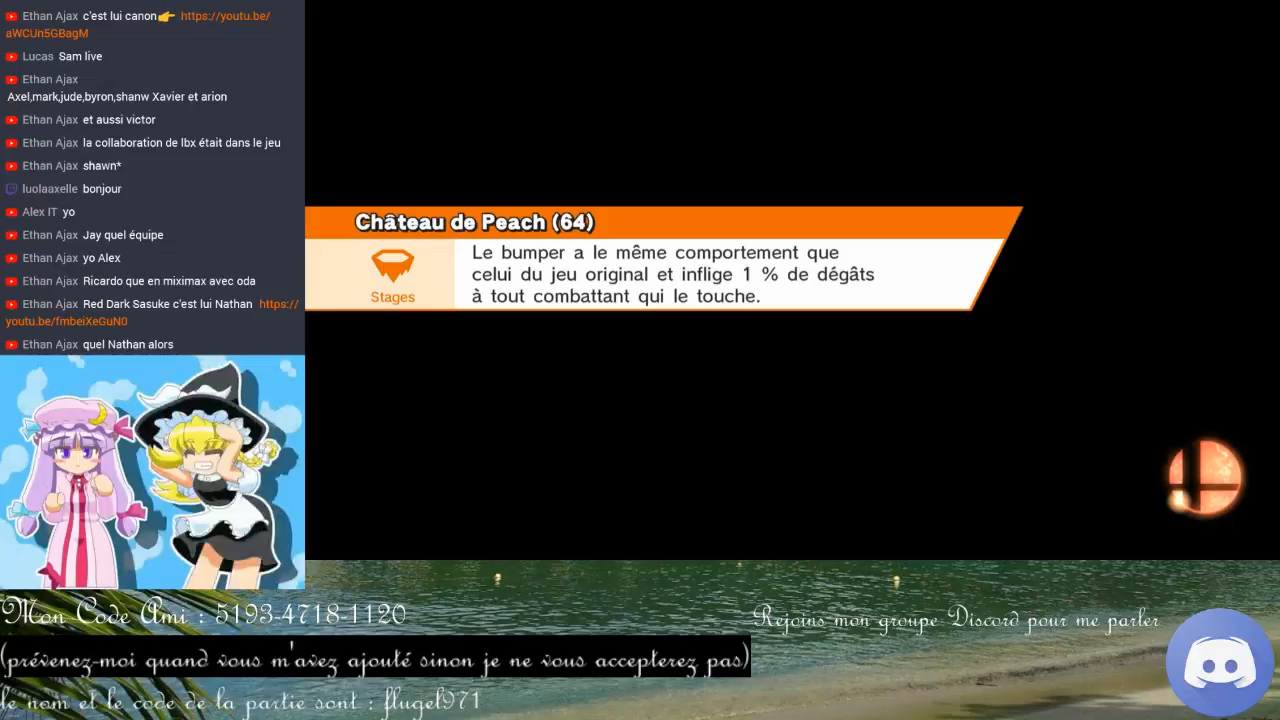 Ethan Ajax c'est lui canon👉 https://youtu.be/
aWCUn5GBagM
Lucas Sam live
Ethan Ajax
Axel,mark,jude,byron,shanw Xavier et arion
Ethan Ajax et aussi victor
Ethan Ajax la collaboration de lbx était dans le jeu
Ethan Ajax shawn*
luolaaxelle bonjour
Alex IT yo
Ethan Ajax Jay quel équipe
Ethan Ajax yo Alex
Ethan Ajax Ricardo que en miximax avec oda
Ethan Ajax Red Dark Sasuke c'est lui Nathan https://
youtu.be/fmbeiXeGuN0
Ethan Ajax quel Nathan alors
Château de Peach (64)
Stages
Le bumper a le même comportement que
celui du jeu original et inflige 1 % de dégâts
à tout combattant qui le touche.
Mon Code Ami : 5193-4718-1120
(prévenez-moi quand vous m'avez ajouté sinon je ne vous accepterez pas)
le nom et le code de la partie sont : flugel971
Rejoins mon groupe Discord pour me parler